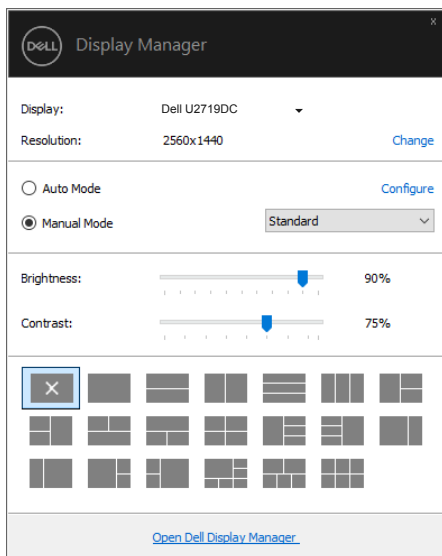 x
DELL Display Manager
Display: Dell U2719DC
Resolution: 2560x1440 Change
Auto Mode Configure
Manual Mode Standard
Brightness: 90%
Contrast: 75%
Open Dell Display Manager